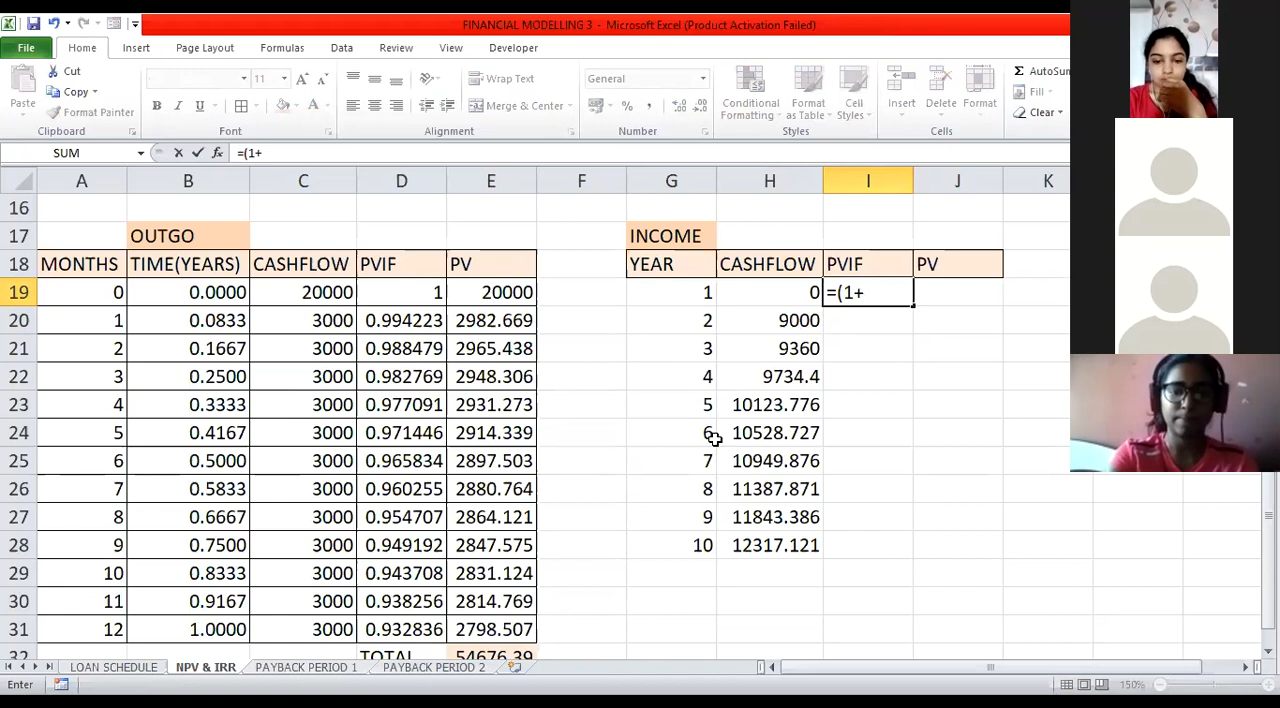 FINANCIAL MODELLING 3 - Microsoft Excel (Product Activation Failed)
File Home Insert Page Layout Formulas Data Review View Developer
Paste
Cut
Copy
Format Painter
Clipboard
11 A A
B I U A
Font
Wrap Text
Merge & Center
Alignment
General
% ,
Number
Conditional Formatting
Format as Table
Cell Styles
Styles
Insert Delete Format
Cells
Σ AutoSum
Fill
Clear
SUM fx =(1+
A B C D E F G H I J K
16
17 OUTGO INCOME
18 MONTHS TIME(YEARS) CASHFLOW PVIF PV YEAR CASHFLOW PVIF PV
19 0 0.0000 20000 1 20000 1 0 =(1+
20 1 0.0833 3000 0.994223 2982.669 2 9000
21 2 0.1667 3000 0.988479 2965.438 3 9360
22 3 0.2500 3000 0.982769 2948.306 4 9734.4
23 4 0.3333 3000 0.977091 2931.273 5 10123.776
24 5 0.4167 3000 0.971446 2914.339 6 10528.727
25 6 0.5000 3000 0.965834 2897.503 7 10949.876
26 7 0.5833 3000 0.960255 2880.764 8 11387.871
27 8 0.6667 3000 0.954707 2864.121 9 11843.386
28 9 0.7500 3000 0.949192 2847.575 10 12317.121
29 10 0.8333 3000 0.943708 2831.124
30 11 0.9167 3000 0.938256 2814.769
31 12 1.0000 3000 0.932836 2798.507
32 TOTAL 54676.39
LOAN SCHEDULE NPV & IRR PAYBACK PERIOD 1 PAYBACK PERIOD 2
Enter 150%